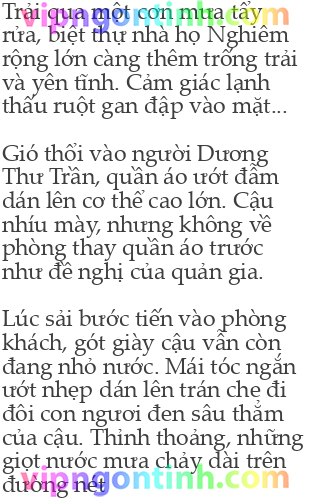 Trải qua một cơn mưa tẩy
rửa, biệt thự nhà họ Nghiêm
rộng lớn càng thêm trống trải
và yên tĩnh. Cảm giác lạnh
thấu ruột gan đập vào mặt...
Gió thổi vào người Dương
Thư Trần, quần áo ướt đẫm
dán lên cơ thể cao lớn. Cậu
nhíu mày, nhưng không về
phòng thay quần áo trước
như đề nghị của quản gia.
Lúc sải bước tiến vào phòng
khách, gót giày cậu vẫn còn
đang nhỏ nước. Mái tóc ngắn
ướt nhẹp dán lên trán che đi
đôi con ngươi đen sâu thẳm
của cậu. Thỉnh thoảng, những
giọt nước mưa chảy dài trên
đường nét
vipngontinh.com
vipngontinh.com